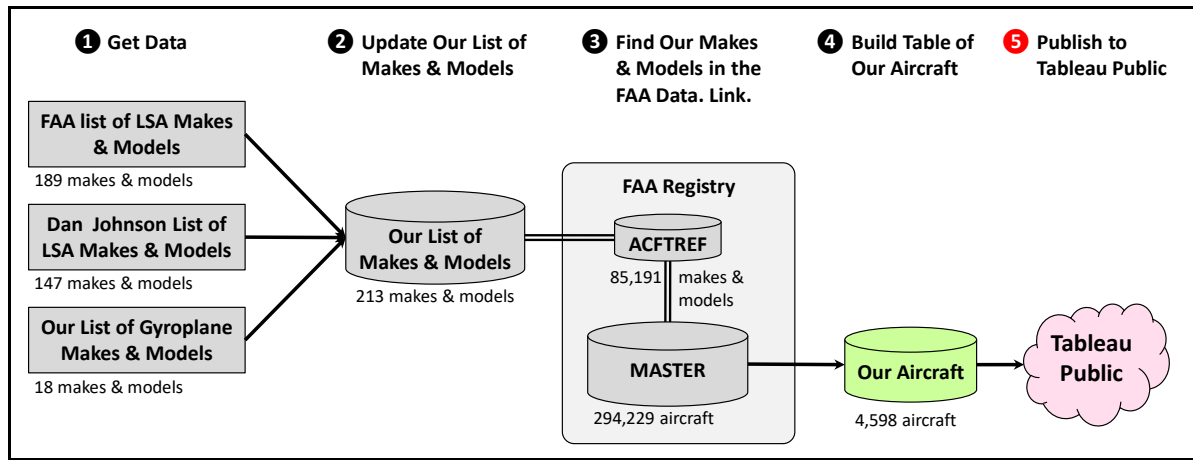 ❶ Get Data
❷ Update Our List of
Makes & Models
❸ Find Our Makes
& Models in the
FAA Data. Link.
❹ Build Table of
Our Aircraft
❺ Publish to
Tableau Public
FAA list of LSA Makes
& Models
189 makes & models
Dan Johnson List of
LSA Makes & Models
147 makes & models
Our List of Gyroplane
Makes & Models
18 makes & models
Our List of
Makes & Models
213 makes & models
FAA Registry
ACFTREF
85,191 makes &
models
MASTER
294,229 aircraft
Our Aircraft
4,598 aircraft
Tableau
Public